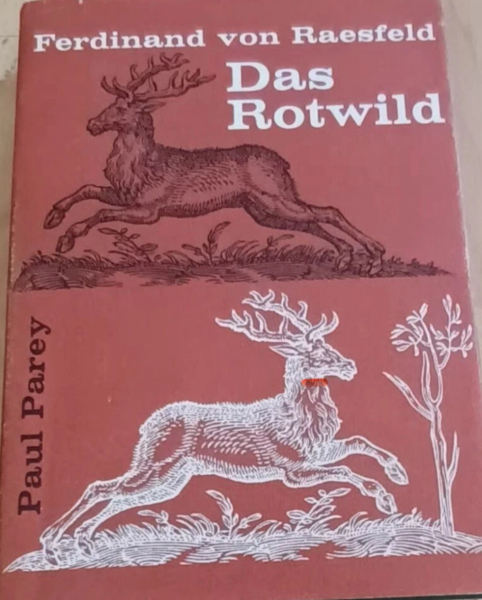 Ferdinand von Raesfeld
Das
Rotwild
Paul Parey